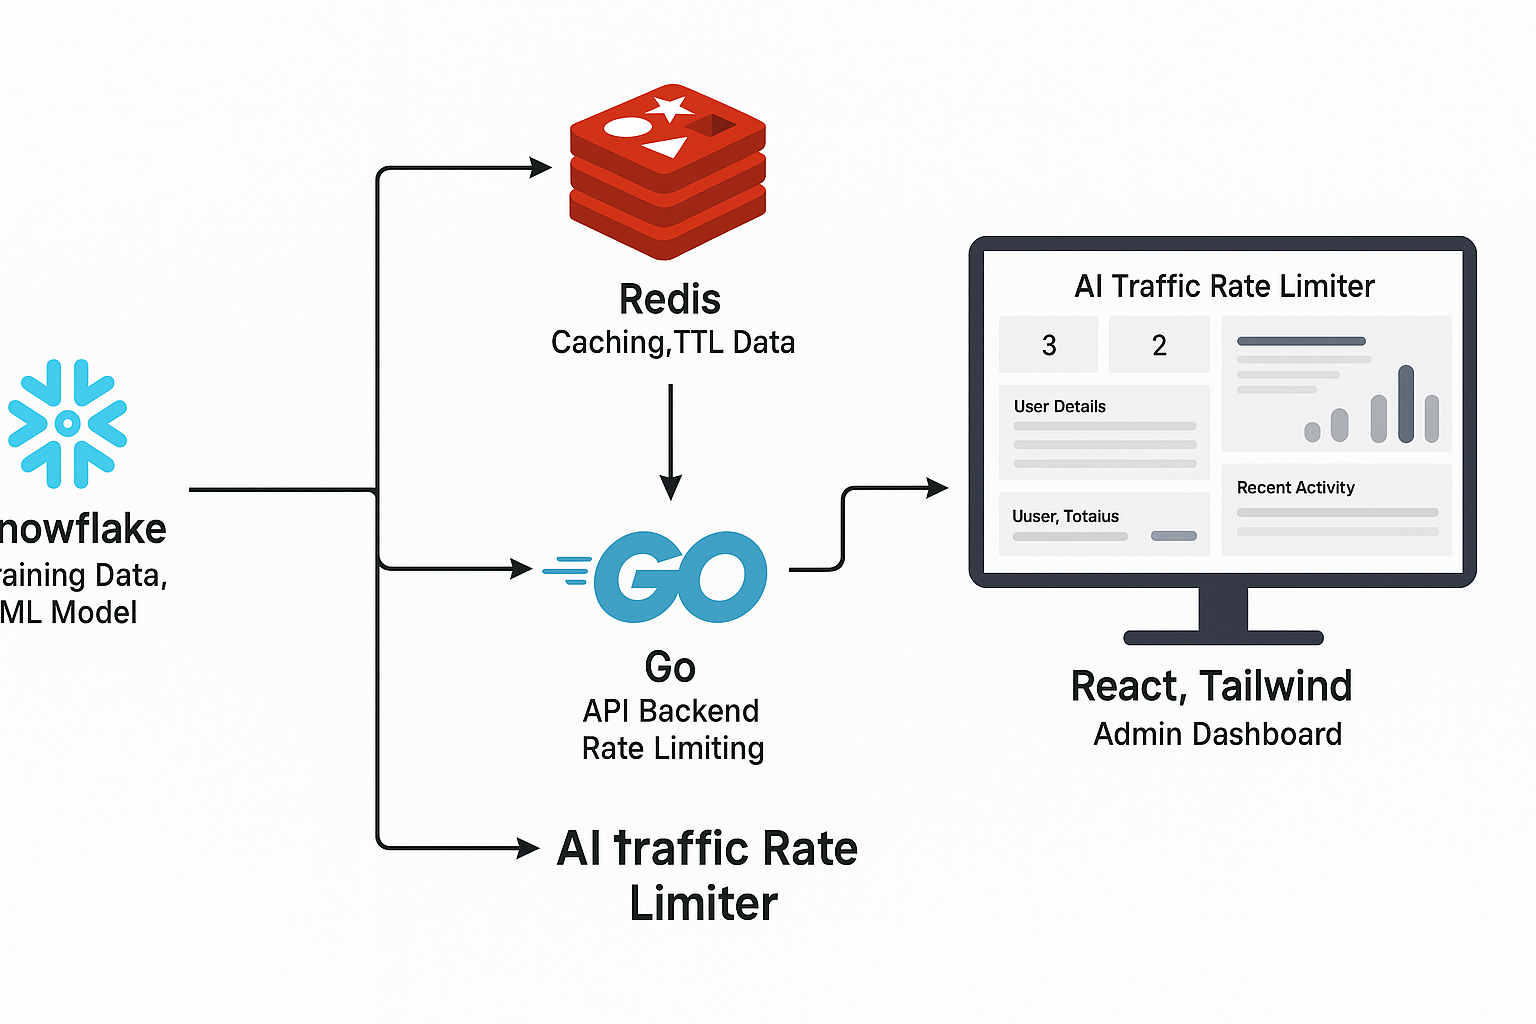 Redis
Caching,TTL Data
nowflake
raining Data,
ML Model
GO
Go
API Backend
Rate Limiting
AI traffic Rate
Limiter
AI Traffic Rate Limiter
3
2
User Details
Uuser, Totaius
Recent Activity
React, Tailwind
Admin Dashboard